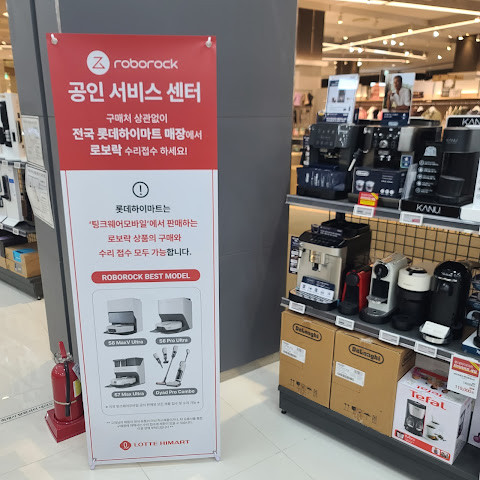 roborock
공인 서비스 센터
구매처 상관없이
전국 롯데하이마트 매장에서
로보락 수리접수 하세요!
롯데하이마트는
'팅크웨어모바일'에서 판매하는
로보락 상품의 구매와
수리 접수 모두 가능합니다.
ROBOROCK BEST MODEL
S8 MaxV Ultra
S8 Pro Ultra
S7 Max Ultra
Dyad Pro Combo
LOTTE HIMART
KANU
KANU
DeLonghi
DeLonghi
Tefal